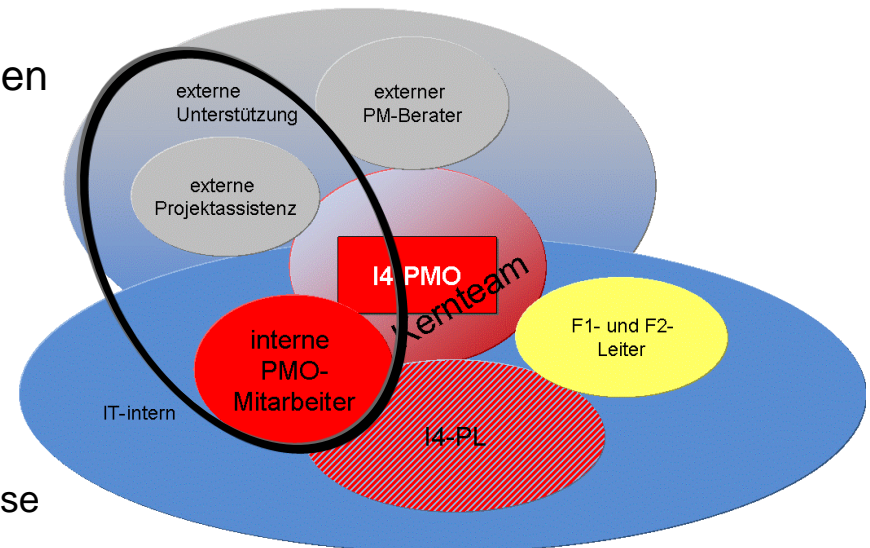 en
externe
Unterstützung
externer
PM-Berater
externe
Projektassistenz
I4-PMO
Kernteam
F1- und F2-
Leiter
interne
PMO-
Mitarbeiter
IT-intern
I4-PL
se